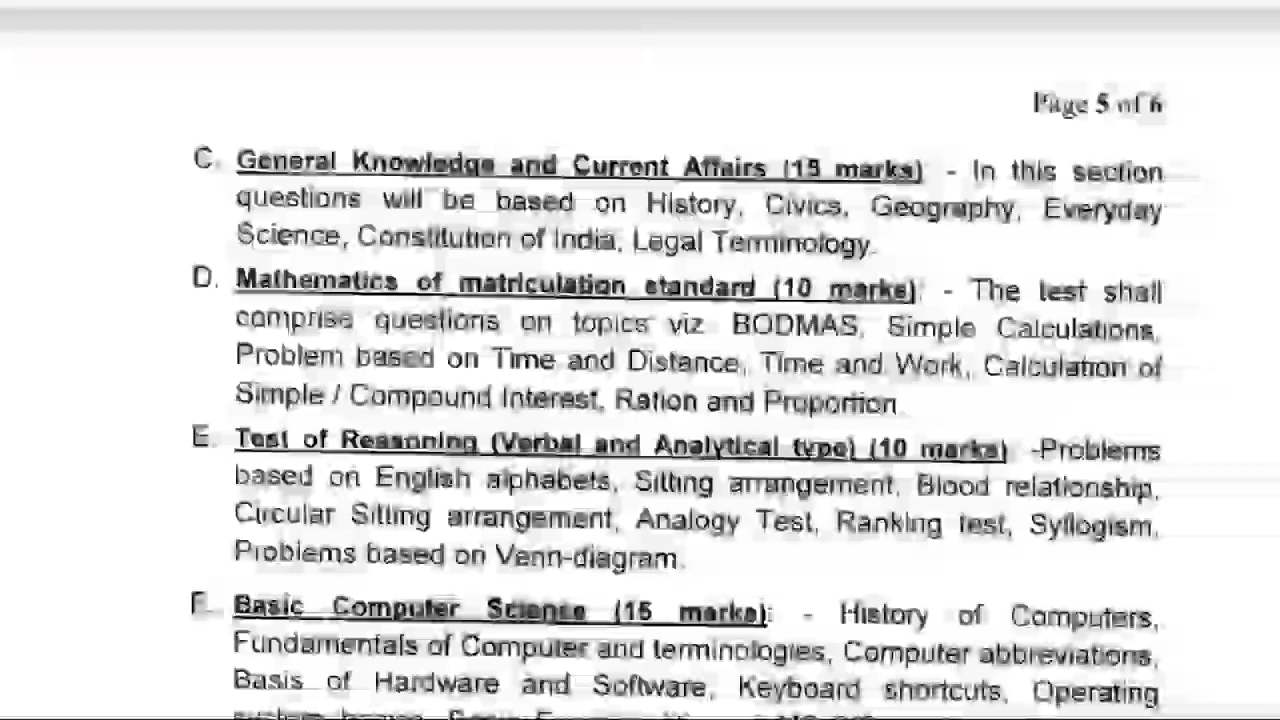 Page 5 of 6
C. General Knowledge and Current Affairs (15 marks) - In this section
questions will be based on History, Civics, Geography, Everyday
Science, Constitution of India, Legal Terminology.
D. Mathematics of matriculation standard (10 marks): - The test shall
comprise questions on topics viz BODMAS, Simple Calculations,
Problem based on Time and Distance, Time and Work, Calculation of
Simple / Compound Interest, Ration and Proportion
E. Test of Reasoning (Verbal and Analytical type) (10 marks) -Problems
based on English alphabets, Sitting arrangement, Blood relationship,
Circular Sitting arrangement, Analogy Test, Ranking test, Syllogism,
Problems based on Venn-diagram.
F. Basic Computer Science (15 marks): - History of Computers,
Fundamentals of Computer and terminologies, Computer abbreviations,
Basis of Hardware and Software, Keyboard shortcuts, Operating